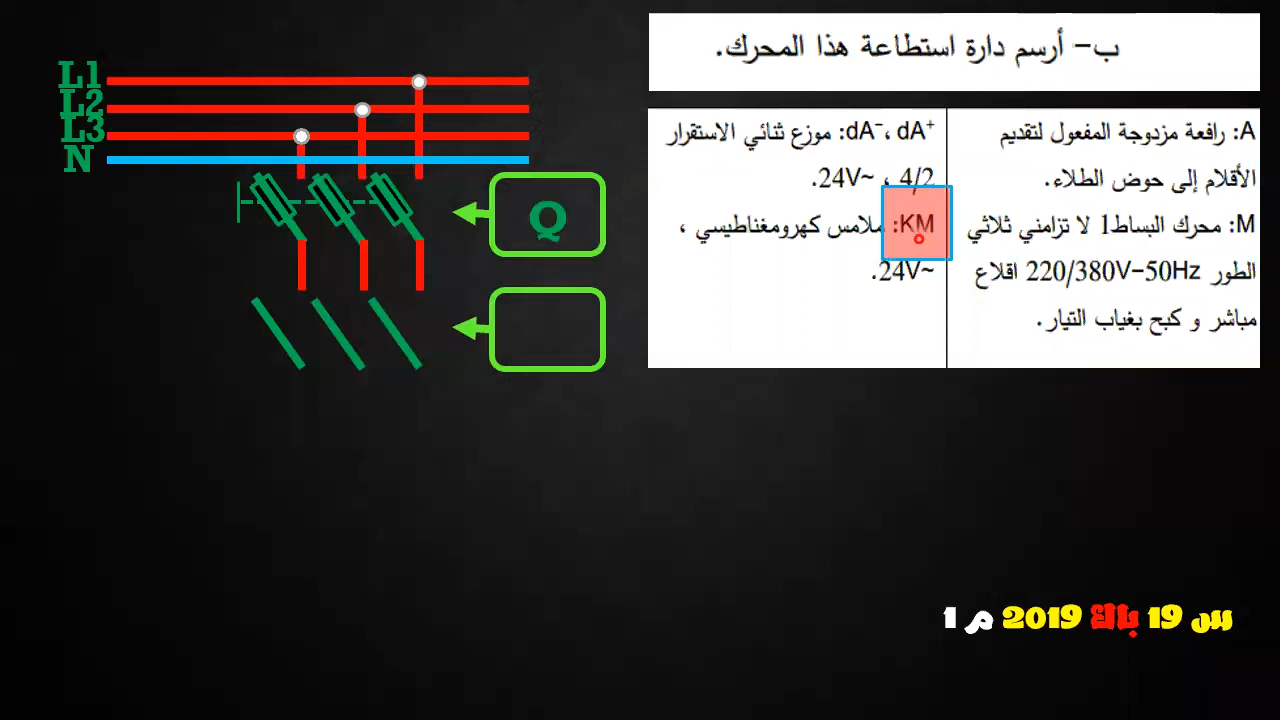 ب- أرسم دارة استطاعة هذا المحرك.
L1
L2
L3
N
Q
A: رافعة مزدوجة المفعول لتقديم
الأقلام إلى حوض الطلاء.
M: محرك البساط1 لا تزامني ثلاثي
الطور 220/380V-50Hz اقلاع
مباشر و كبح بغياب التيار.
dA⁻، dA⁺: موزع ثنائي الاستقرار
4/2 ، ~24V.
KM: ملامس كهرومغناطيسي ،
~24V.
س 19 باك 2019 م 1